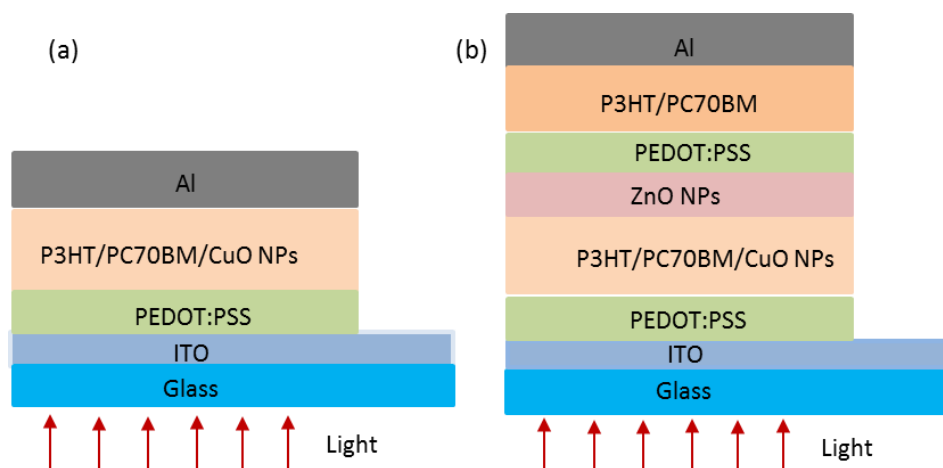 (a)
Al
P3HT/PC70BM/CuO NPs
PEDOT:PSS
ITO
Glass
Light
(b)
Al
P3HT/PC70BM
PEDOT:PSS
ZnO NPs
P3HT/PC70BM/CuO NPs
PEDOT:PSS
ITO
Glass
Light